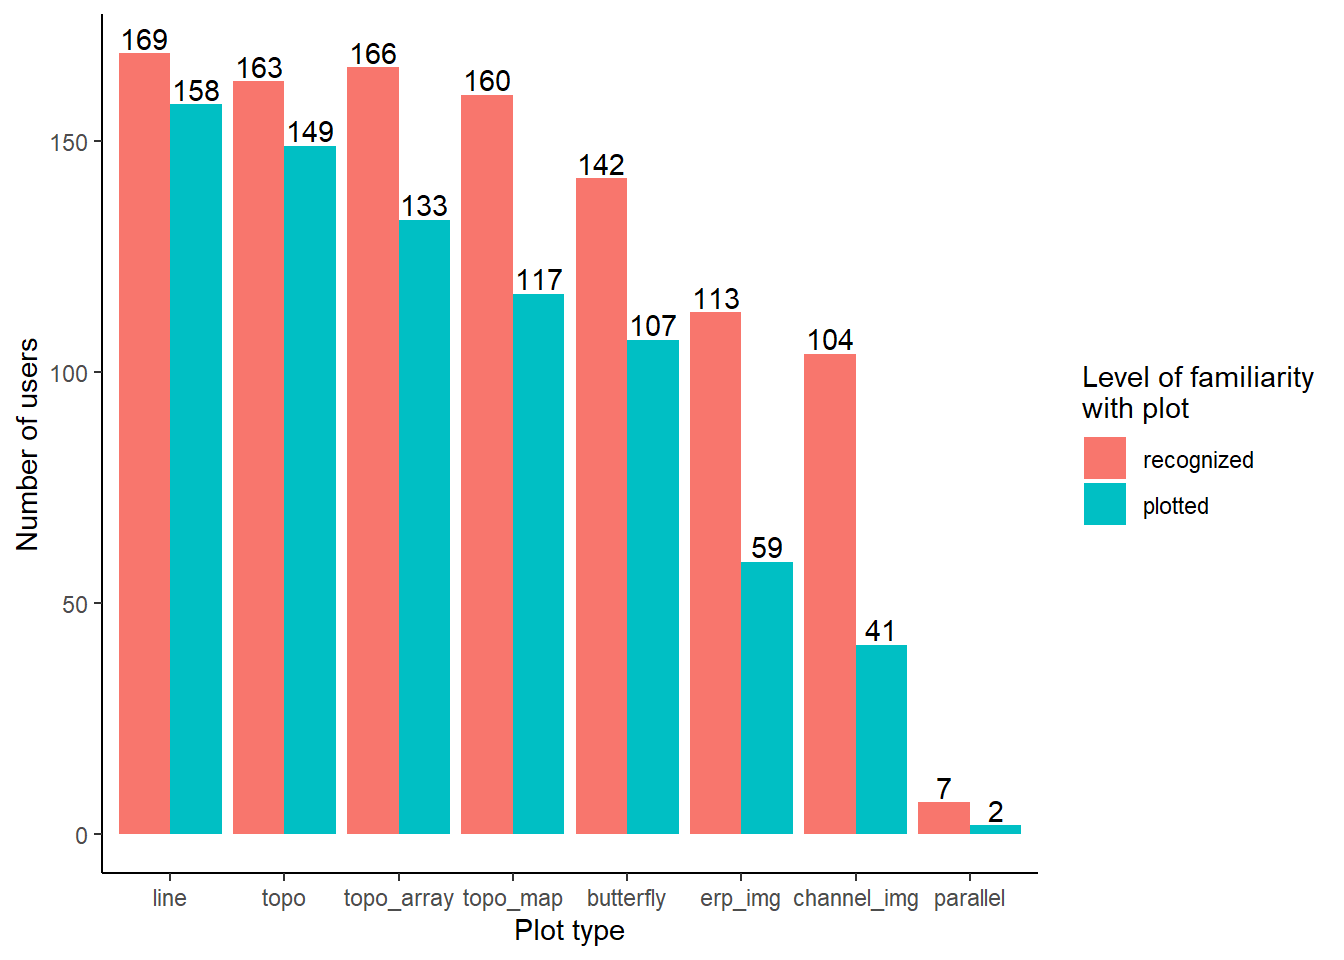 169
163
166
160
158
149
142
133
117
107
113
104
59
41
7
2
150
100
50
0
Number of users
line topo topo_array topo_map butterfly erp_img channel_img parallel
Plot type
Level of familiarity
with plot
recognized
plotted